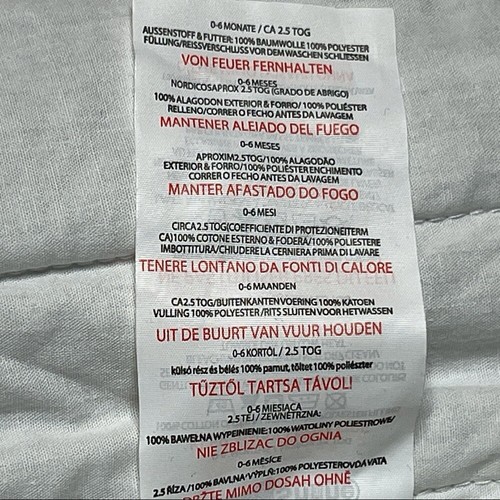 0-6 MONATE / CA 2.5 TOG
AUSSENSTOFF & FUTTER: 100% BAUMWOLLE 100% POLYESTER
FÜLLUNG/REISSVERSCHLUSS VOR DEM WASCHEN SCHLIESSEN
VON FEUER FERNHALTEN
0-6 MESES
NORDICOSAPROX 2.5 TOG (GRADO DE ABRIGO)
100% ALAGODON EXTERIOR & FORRO/ 100% POLIÉSTER
RELLENO/CORRER O FECHO ANTES DA LAVAGEM
MANTENER ALEJADO DEL FUEGO
0-6 MESES
APROXIM2.5TOG/100% ALAGODÃO
EXTERIOR & FORRO/100% POLIÉSTER ENCHIMENTO
CORRER O FECHO ANTES DA LAVAGEM
MANTER AFASTADO DO FOGO
0-6 MESI
CIRCA 2.5 TOG(COEFFICIENTE DI PROTEZIONEITERM
CA)100% COTONE ESTERNO & FODERA/100% POLIESTERE
IMBOTTITURA/CHIUDERE LA CERNIERA PRIMA DI LAVARE
TENERE LONTANO DA FONTI DI CALORE
0-6 MAANDEN
CA2.5 TOG/BUITENKANTENVOERING 100% KATOEN
VULLING 100% POLYESTER/RITS SLUITEN VOOR HETWASSEN
UIT DE BUURT VAN VUUR HOUDEN
0-6 KORTÓL / 2.5 TOG
külsó rész és bélés 100% pamut, töltet 100% poliészter
TŰZTŐL TARTSA TÁVOL!
0-6 MIESIACA
2.5 TEJ / ZEWNĘTRZNA:
100% BAWEŁNA WYPEINIENIE: 100% WATOLINY POLIESTROWE/
NIE ZBLIZAC DO OGNIA
0-6 MĚSÍCE
2.5 ŘÍZA /100% BAVLNA VÝPLŇ:100% POLYESTEROVDA VATA
DRŽTE MIMO DOSAH OHNĚ